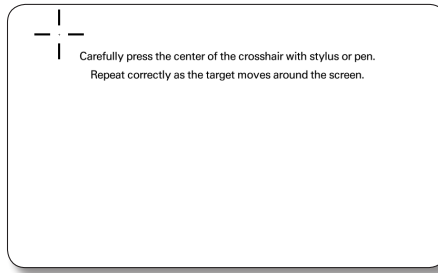 Carefully press the center of the crosshair with stylus or pen.
Repeat correctly as the target moves around the screen.